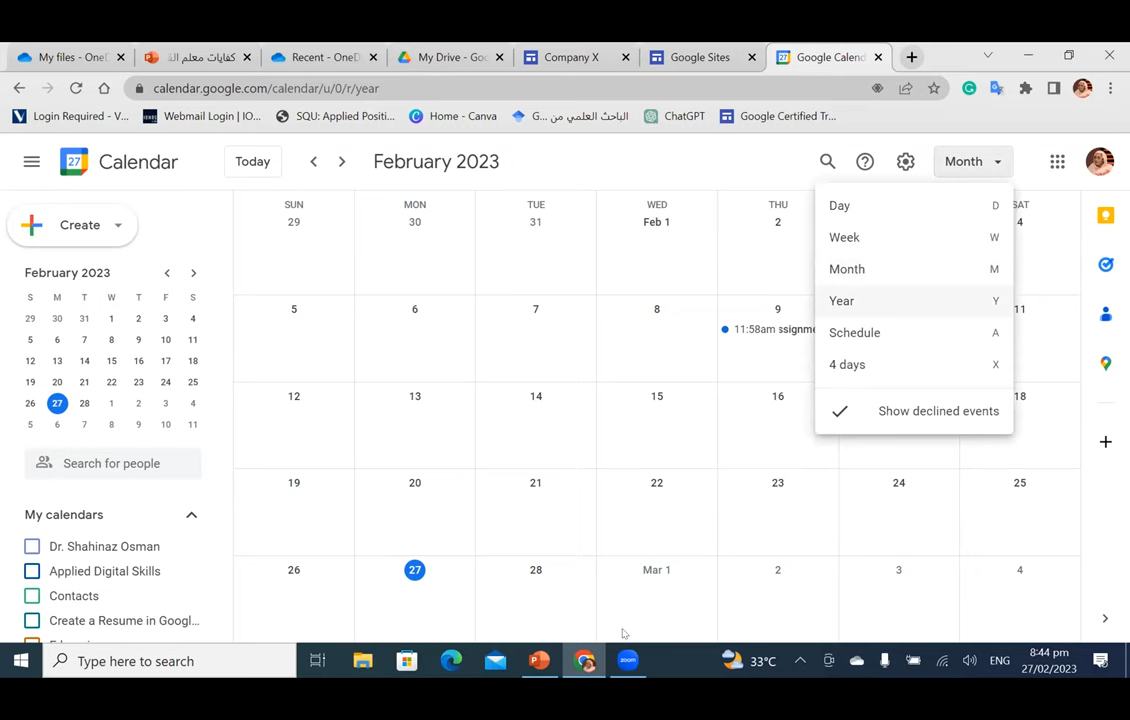 My files - OneD
كفايات معلم الق
Recent - OneD
My Drive - Goo
Company X
Google Sites
Google Calend
calendar.google.com/calendar/u/0/r/year
Login Required - V...
Webmail Login | IO...
SQU: Applied Positi...
Home - Canva
الباحث العلمي من G...
ChatGPT
Google Certified Tr...
27 Calendar
Today
February 2023
Month
Create
February 2023
S M T W T F S
29 30 31 1 2 3 4
5 6 7 8 9 10 11
12 13 14 15 16 17 18
19 20 21 22 23 24 25
26 27 28 1 2 3 4
5 6 7 8 9 10 11
Search for people
My calendars
Dr. Shahinaz Osman
Applied Digital Skills
Contacts
Create a Resume in Googl...
SUN MON TUE WED THU SAT
29 30 31 Feb 1 2 4
5 6 7 8 9 11
11:58am ssignme
12 13 14 15 16 18
19 20 21 22 23 24 25
26 27 28 Mar 1 2 3 4
Day D
Week W
Month M
Year Y
Schedule A
4 days X
Show declined events
Type here to search
zoom
33°C
ENG
8:44 pm
27/02/2023